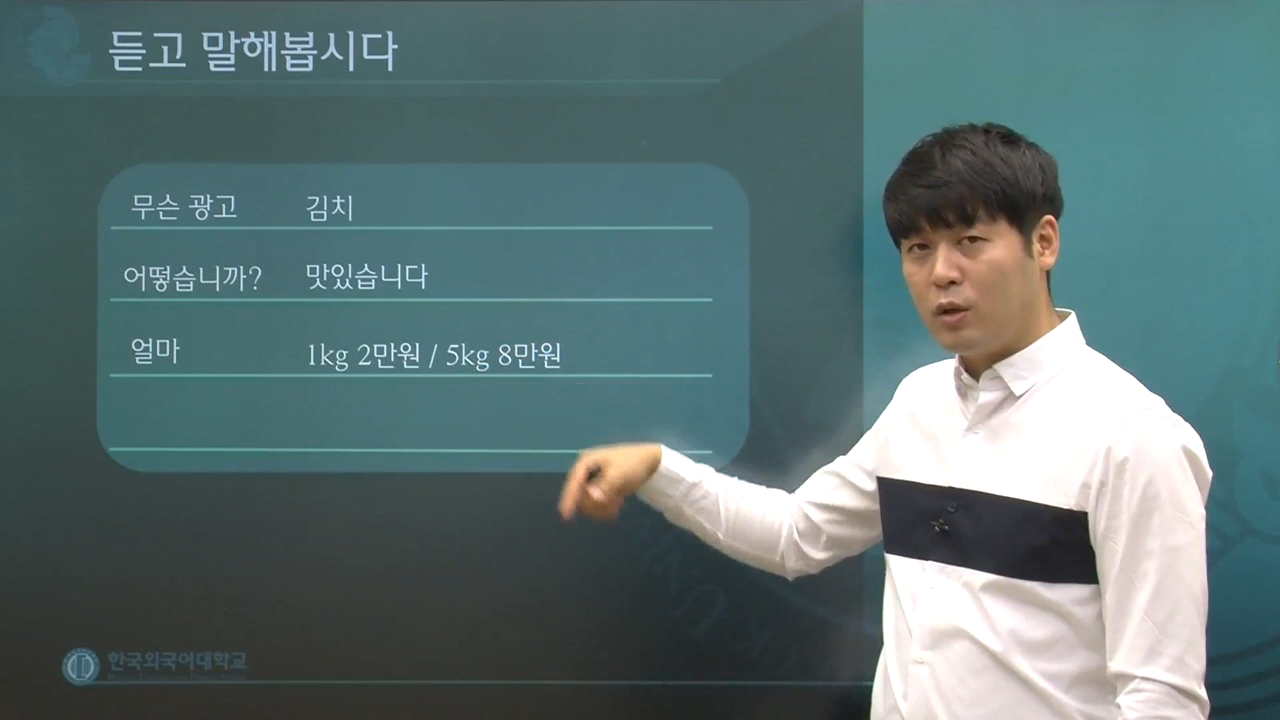 듣고 말해봅시다
무슨 광고 김치
어떻습니까? 맛있습니다
얼마 1kg 2만원 / 5kg 8만원
한국외국어대학교